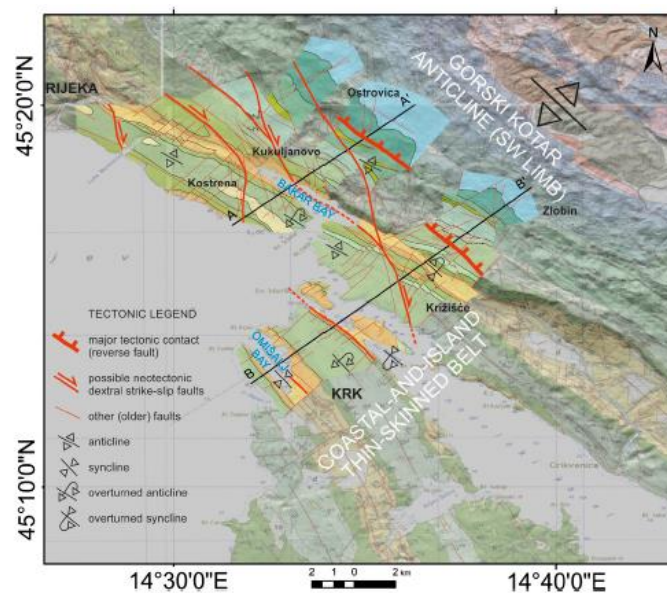 N
45°20'0"N
45°10'0"N
RIJEKA
Ostrovica
A'
GORSKI KOTAR
ANTICLINE (SW LIMB)
Kukuljanovo
Kostrena
BAKAR BAY
A
B'
Zlobin
Križišće
TECTONIC LEGEND
major tectonic contact
(reverse fault)
possible neotectonic
dextral strike-slip faults
other (older) faults
anticline
syncline
overturned anticline
overturned syncline
OMIŠALJ
BAY
B
KRK
COASTAL-AND-ISLAND
THIN-SKINNED BELT
Crikvenica
14°30'0"E
2 1 0 2 km
14°40'0"E